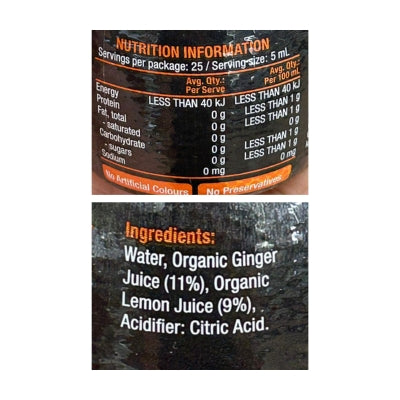 NUTRITION INFORMATION
Servings per package: 25 / Serving size: 5 mL
Avg. Qty.: Per Serve Avg. Qty.: Per 100 mL
Energy LESS THAN 40 kJ LESS THAN 40 kJ
Protein 0 g LESS THAN 1 g
Fat, total 0 g LESS THAN 1 g
- saturated 0 g 0 g
Carbohydrate 0 g LESS THAN 1 g
- sugars 0 g LESS THAN 1 g
Sodium 0 mg 0 mg
No Artificial Colours No Preservatives
Ingredients:
Water, Organic Ginger
Juice (11%), Organic
Lemon Juice (9%),
Acidifier: Citric Acid.